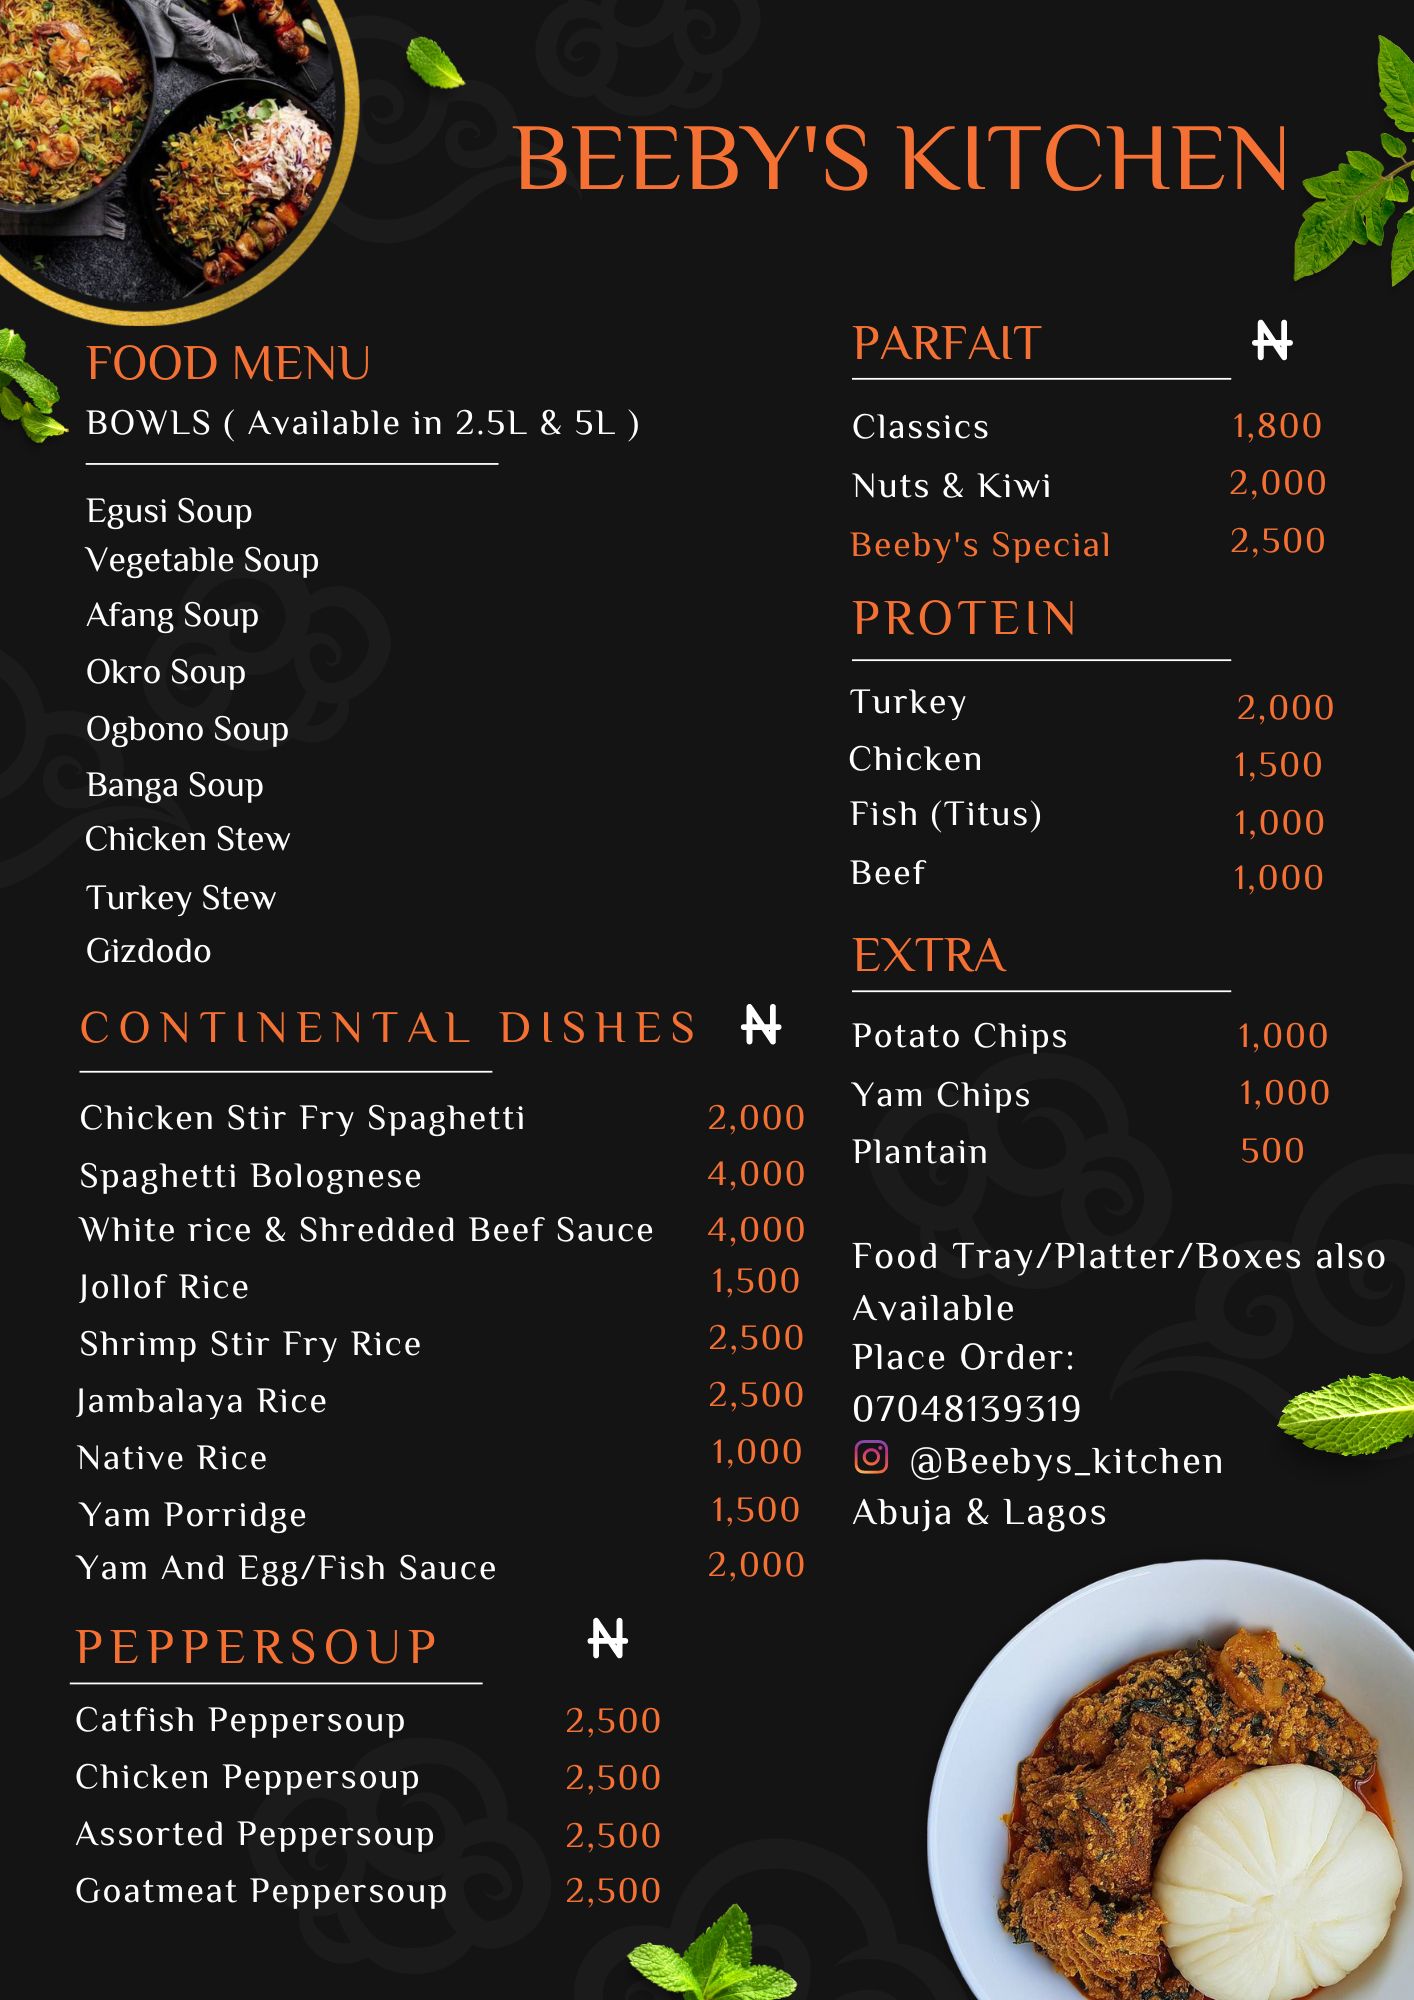 BEEBY'S KITCHEN
FOOD MENU
BOWLS ( Available in 2.5L & 5L )
Egusi Soup
Vegetable Soup
Afang Soup
Okro Soup
Ogbono Soup
Banga Soup
Chicken Stew
Turkey Stew
Gizdodo
CONTINENTAL DISHES ₦
Chicken Stir Fry Spaghetti 2,000
Spaghetti Bolognese 4,000
White rice & Shredded Beef Sauce 4,000
Jollof Rice 1,500
Shrimp Stir Fry Rice 2,500
Jambalaya Rice 2,500
Native Rice 1,000
Yam Porridge 1,500
Yam And Egg/Fish Sauce 2,000
PEPPERSOUP ₦
Catfish Peppersoup 2,500
Chicken Peppersoup 2,500
Assorted Peppersoup 2,500
Goatmeat Peppersoup 2,500
PARFAIT ₦
Classics 1,800
Nuts & Kiwi 2,000
Beeby's Special 2,500
PROTEIN
Turkey 2,000
Chicken 1,500
Fish (Titus) 1,000
Beef 1,000
EXTRA
Potato Chips 1,000
Yam Chips 1,000
Plantain 500
Food Tray/Platter/Boxes also
Available
Place Order:
07048139319
@Beebys_kitchen
Abuja & Lagos